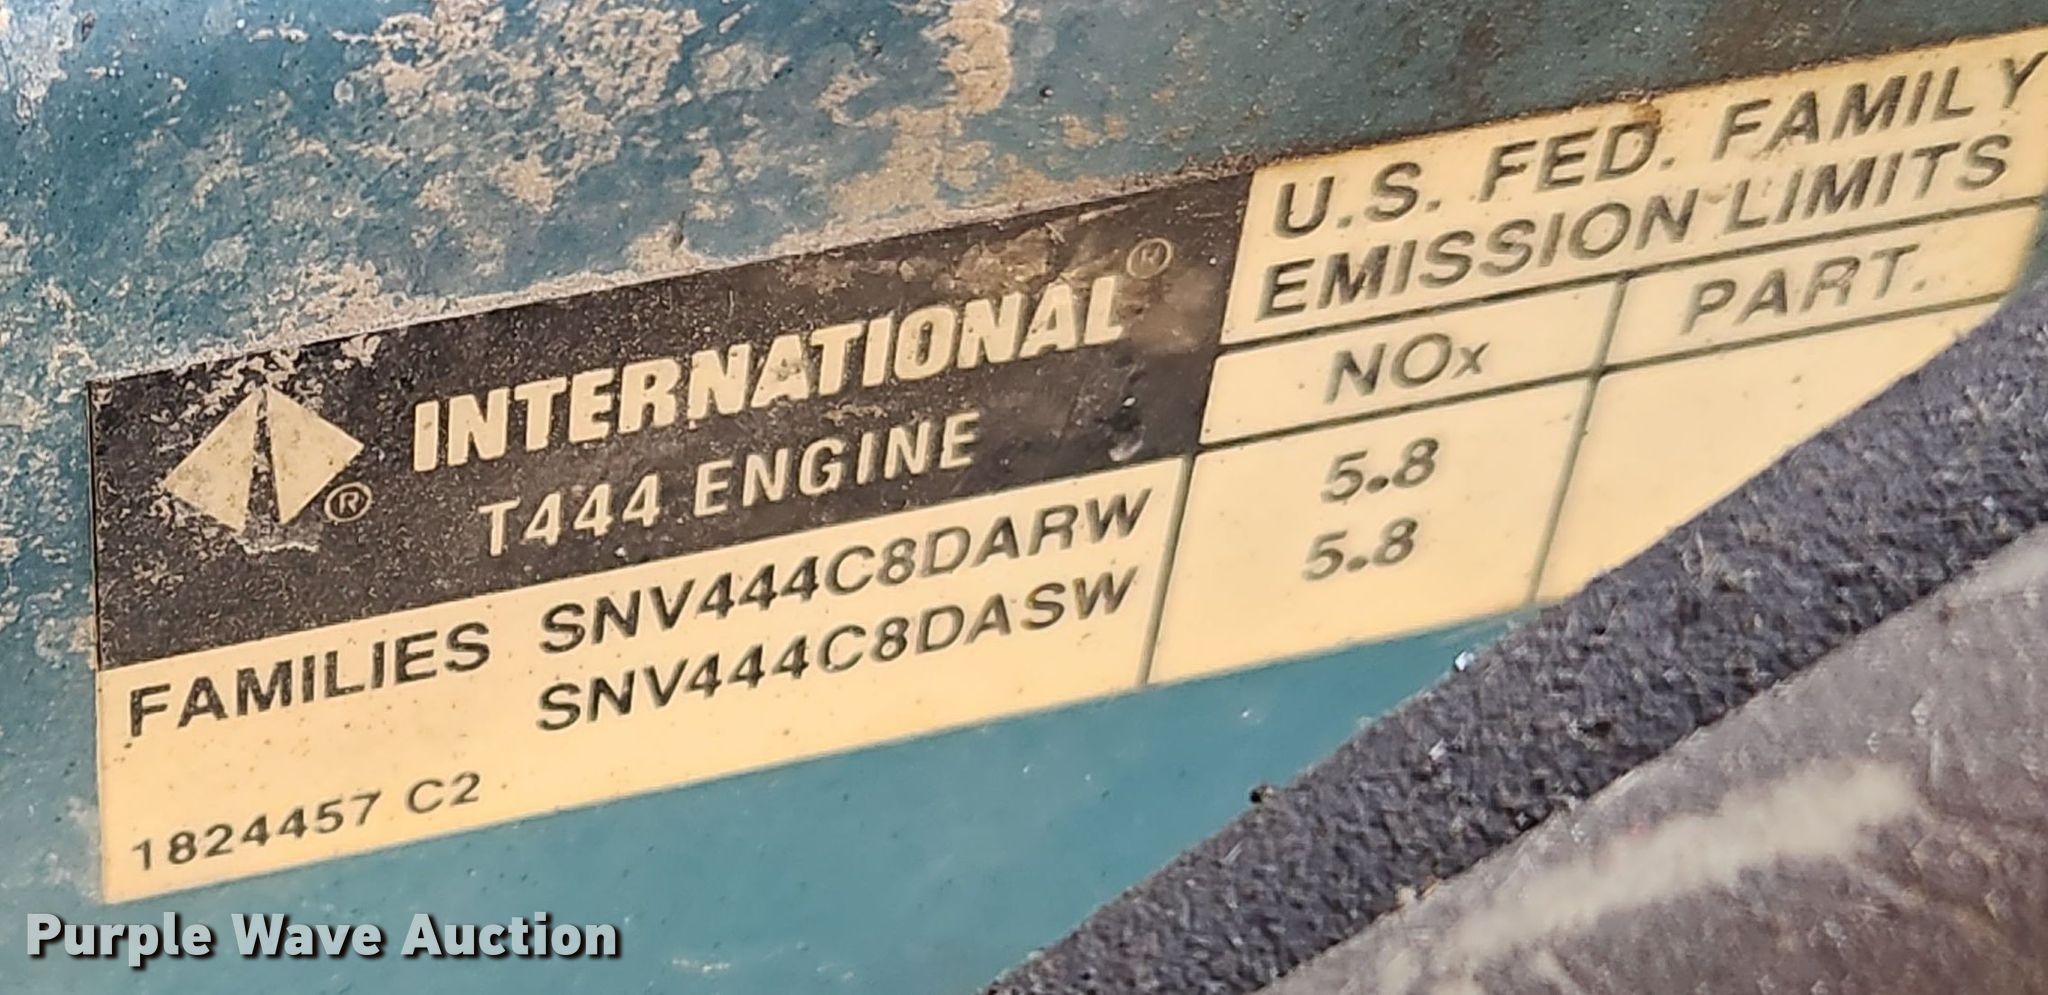 U.S. FED. FAMILY
EMISSION LIMITS
INTERNATIONAL®
NOx PART.
® T444 ENGINE
FAMILIES SNV444C8DARW 5.8
SNV444C8DASW 5.8
1824457 C2
Purple Wave Auction